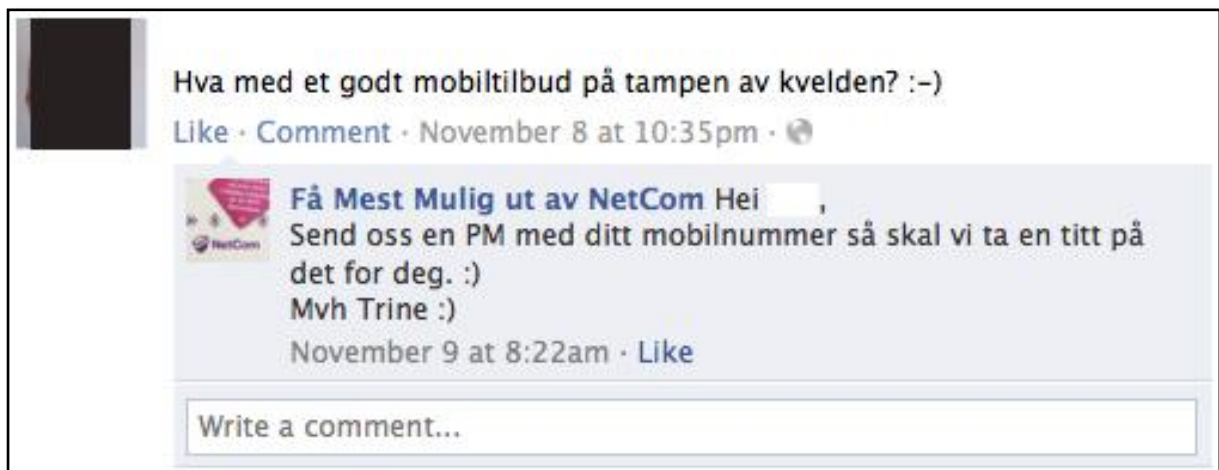 Hva med et godt mobiltilbud på tampen av kvelden? :-)
Like · Comment · November 8 at 10:35pm ·
Få Mest Mulig ut av NetCom Hei ,
Send oss en PM med ditt mobilnummer så skal vi ta en titt på
det for deg. :)
Mvh Trine :)
November 9 at 8:22am · Like
NetCom
Write a comment...